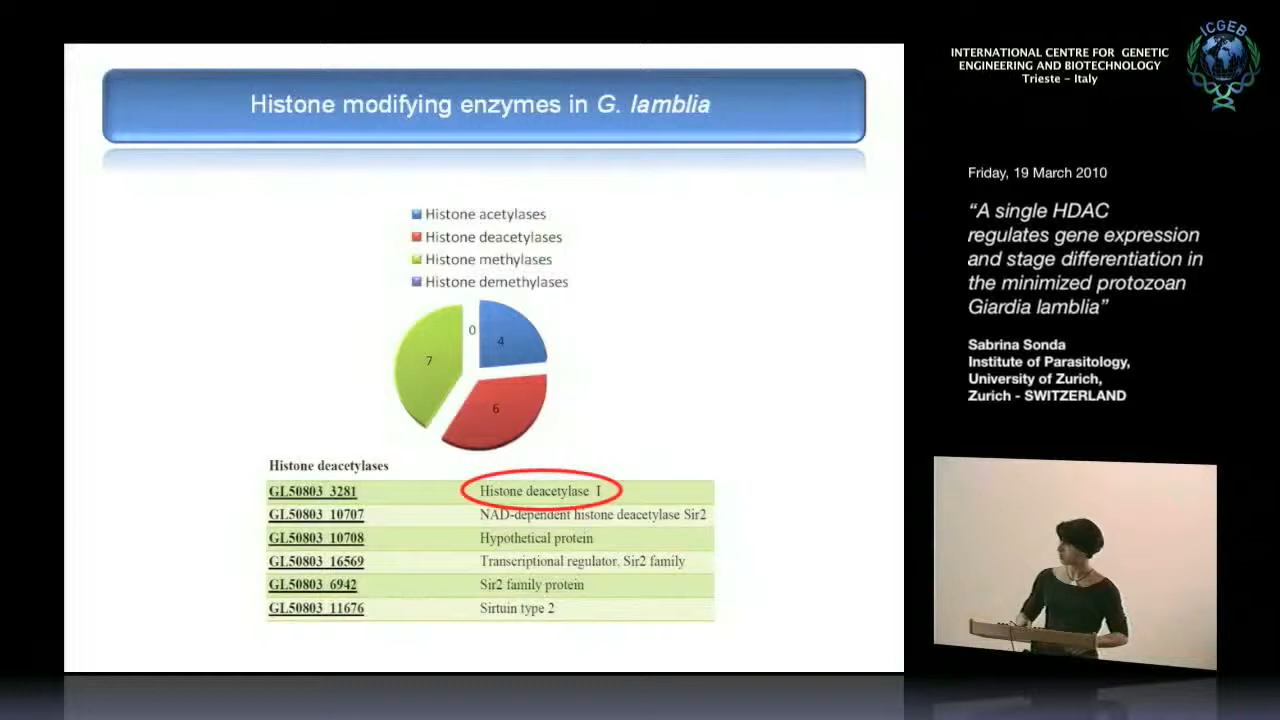 Histone modifying enzymes in G. lamblia
Histone acetylases
Histone deacetylases
Histone methylases
Histone demethylases
0
4
7
6
Histone deacetylases
GL50803_3281 Histone deacetylase I
GL50803_10707 NAD-dependent histone deacetylase Sir2
GL50803_10708 Hypothetical protein
GL50803_16569 Transcriptional regulator, Sir2 family
GL50803_6942 Sir2 family protein
GL50803_11676 Sirtuin type 2
INTERNATIONAL CENTRE FOR GENETIC
ENGINEERING AND BIOTECHNOLOGY
Trieste – Italy
ICGEB
Friday, 19 March 2010
“A single HDAC
regulates gene expression
and stage differentiation in
the minimized protozoan
Giardia lamblia”
Sabrina Sonda
Institute of Parasitology,
University of Zurich,
Zurich - SWITZERLAND